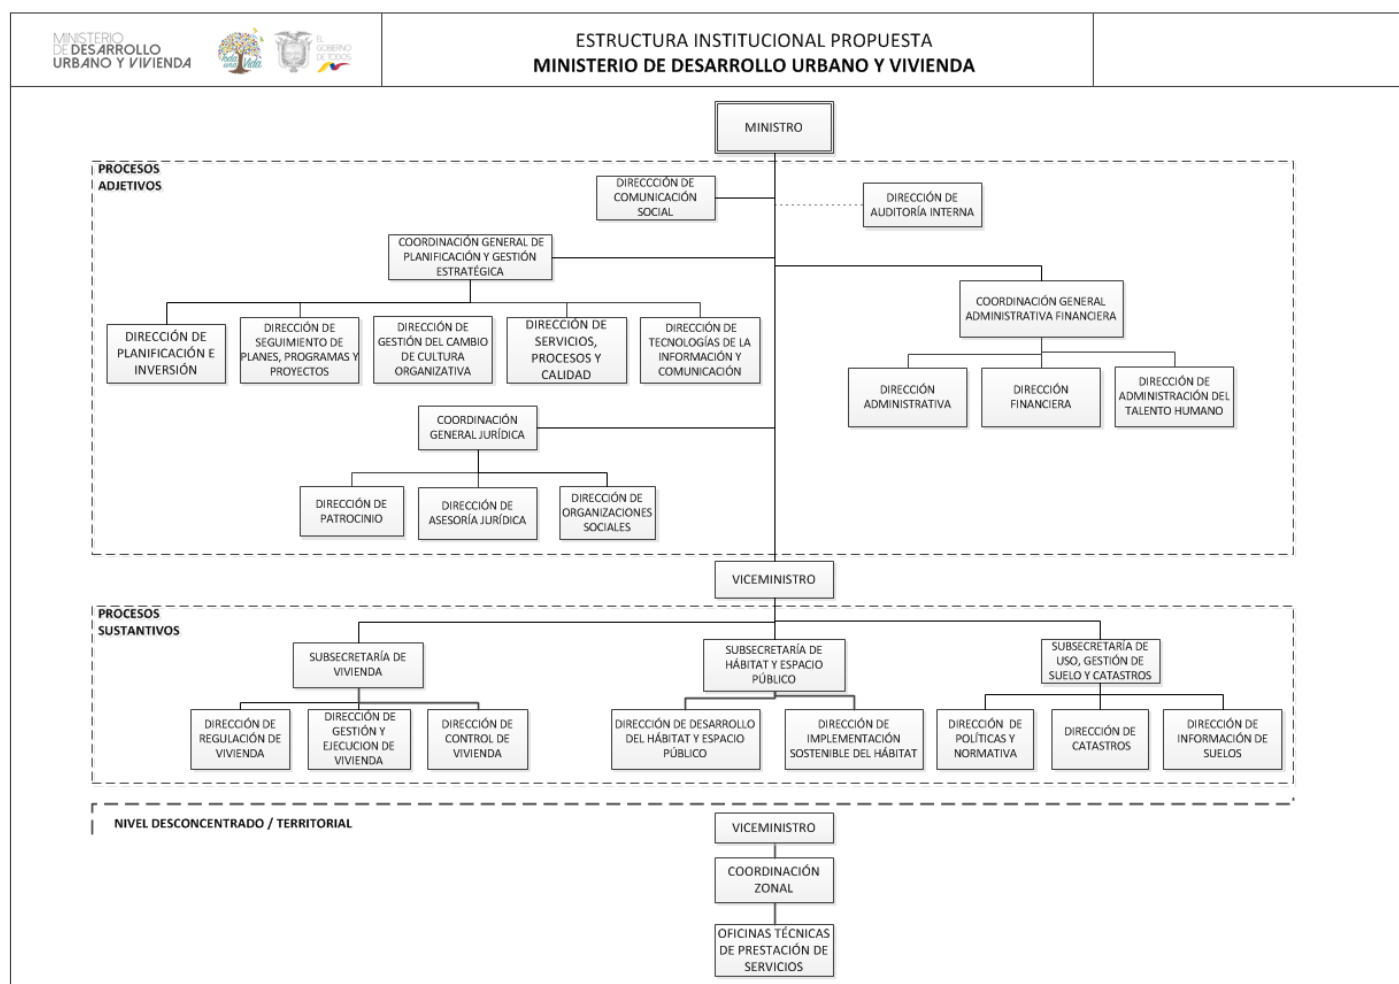 MINISTERIO
DE DESARROLLO
URBANO Y VIVIENDA
Toda
una Vida
EL
GOBIERNO
DE TODOS
ESTRUCTURA INSTITUCIONAL PROPUESTA
MINISTERIO DE DESARROLLO URBANO Y VIVIENDA
MINISTRO
PROCESOS
ADJETIVOS
DIRECCCIÓN DE
COMUNICACIÓN
SOCIAL
DIRECCIÓN DE
AUDITORÍA INTERNA
COORDINACIÓN GENERAL DE
PLANIFICACIÓN Y GESTIÓN
ESTRATÉGICA
COORDINACIÓN GENERAL
ADMINISTRATIVA FINANCIERA
DIRECCIÓN DE
PLANIFICACIÓN E
INVERSIÓN
DIRECCIÓN DE
SEGUIMIENTO DE
PLANES, PROGRAMAS Y
PROYECTOS
DIRECCIÓN DE
GESTIÓN DEL CAMBIO
DE CULTURA
ORGANIZATIVA
DIRECCIÓN DE
SERVICIOS,
PROCESOS Y
CALIDAD
DIRECCIÓN DE
TECNOLOGÍAS DE LA
INFORMACIÓN Y
COMUNICACIÓN
DIRECCIÓN
ADMINISTRATIVA
DIRECCIÓN
FINANCIERA
DIRECCIÓN DE
ADMINISTRACIÓN DEL
TALENTO HUMANO
COORDINACIÓN
GENERAL JURÍDICA
DIRECCIÓN DE
PATROCINIO
DIRECCIÓN DE
ASESORÍA JURÍDICA
DIRECCIÓN DE
ORGANIZACIONES
SOCIALES
VICEMINISTRO
PROCESOS
SUSTANTIVOS
SUBSECRETARÍA DE
VIVIENDA
SUBSECRETARÍA DE
HÁBITAT Y ESPACIO
PÚBLICO
SUBSECRETARÍA DE
USO, GESTIÓN DE
SUELO Y CATASTROS
DIRECCIÓN DE
REGULACIÓN DE
VIVIENDA
DIRECCIÓN DE
GESTIÓN Y
EJECUCION DE
VIVIENDA
DIRECCIÓN DE
CONTROL DE
VIVIENDA
DIRECCIÓN DE DESARROLLO
DEL HÁBITAT Y ESPACIO
PÚBLICO
DIRECCIÓN DE
IMPLEMENTACIÓN
SOSTENIBLE DEL HÁBITAT
DIRECCIÓN DE
POLÍTICAS Y
NORMATIVA
DIRECCIÓN DE
CATASTROS
DIRECCIÓN DE
INFORMACIÓN DE
SUELOS
NIVEL DESCONCENTRADO / TERRITORIAL
VICEMINISTRO
COORDINACIÓN
ZONAL
OFICINAS TÉCNICAS
DE PRESTACIÓN DE
SERVICIOS